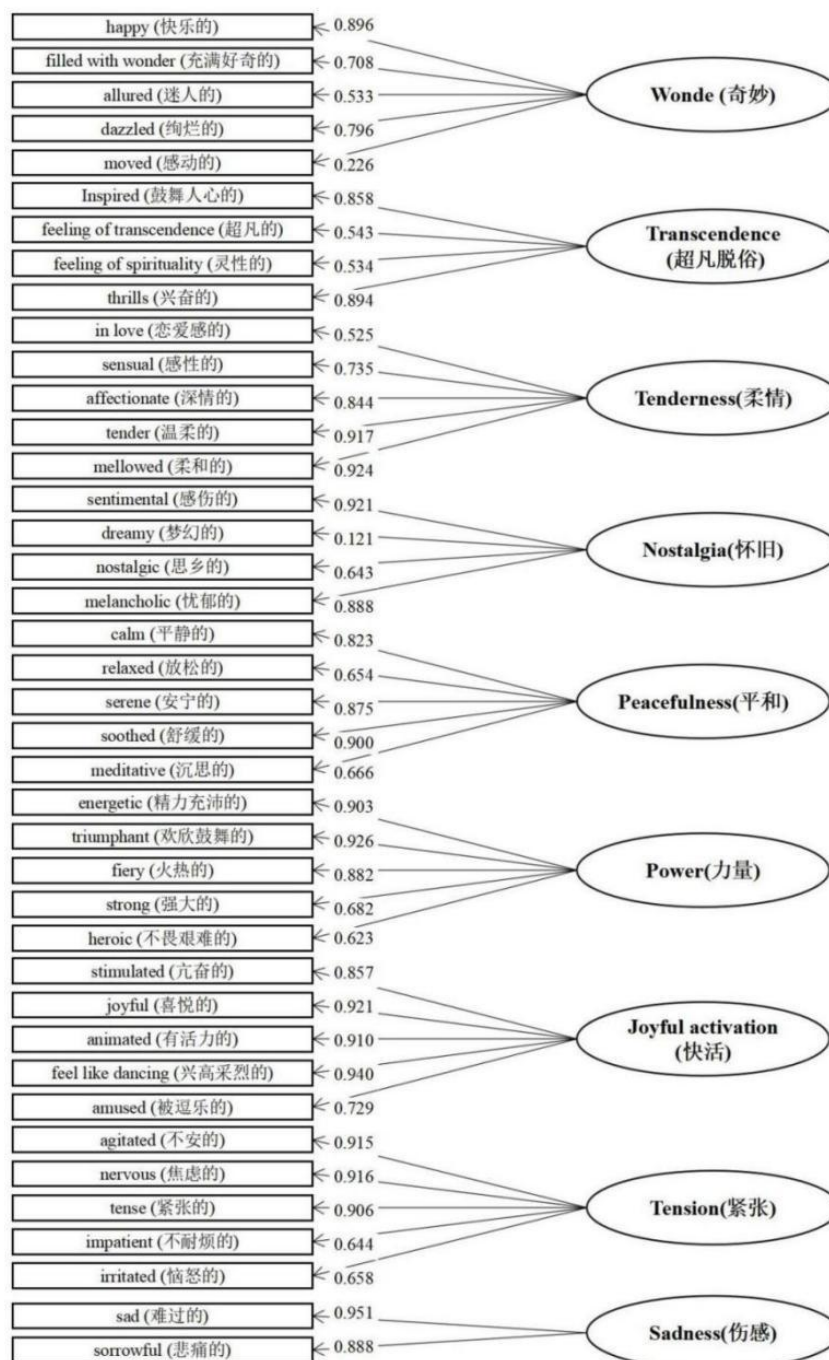 happy (快乐的) 0.896
filled with wonder (充满好奇的) 0.708
allured (迷人的) 0.533
dazzled (绚烂的) 0.796
moved (感动的) 0.226
Wonde (奇妙)
Inspired (鼓舞人心的) 0.858
feeling of transcendence (超凡的) 0.543
feeling of spirituality (灵性的) 0.534
thrills (兴奋的) 0.894
Transcendence
(超凡脱俗)
in love (恋爱感的) 0.525
sensual (感性的) 0.735
affectionate (深情的) 0.844
tender (温柔的) 0.917
mellowed (柔和的) 0.924
Tenderness(柔情)
sentimental (感伤的) 0.921
dreamy (梦幻的) 0.121
nostalgic (思乡的) 0.643
melancholic (忧郁的) 0.888
Nostalgia(怀旧)
calm (平静的) 0.823
relaxed (放松的) 0.654
serene (安宁的) 0.875
soothed (舒缓的) 0.900
meditative (沉思的) 0.666
Peacefulness(平和)
energetic (精力充沛的) 0.903
triumphant (欢欣鼓舞的) 0.926
fiery (火热的) 0.882
strong (强大的) 0.682
heroic (不畏艰难的) 0.623
Power(力量)
stimulated (亢奋的) 0.857
joyful (喜悦的) 0.921
animated (有活力的) 0.910
feel like dancing (兴高采烈的) 0.940
amused (被逗乐的) 0.729
Joyful activation
(快活)
agitated (不安的) 0.915
nervous (焦虑的) 0.916
tense (紧张的) 0.906
impatient (不耐烦的) 0.644
irritated (恼怒的) 0.658
Tension(紧张)
sad (难过的) 0.951
sorrowful (悲痛的) 0.888
Sadness(伤感)